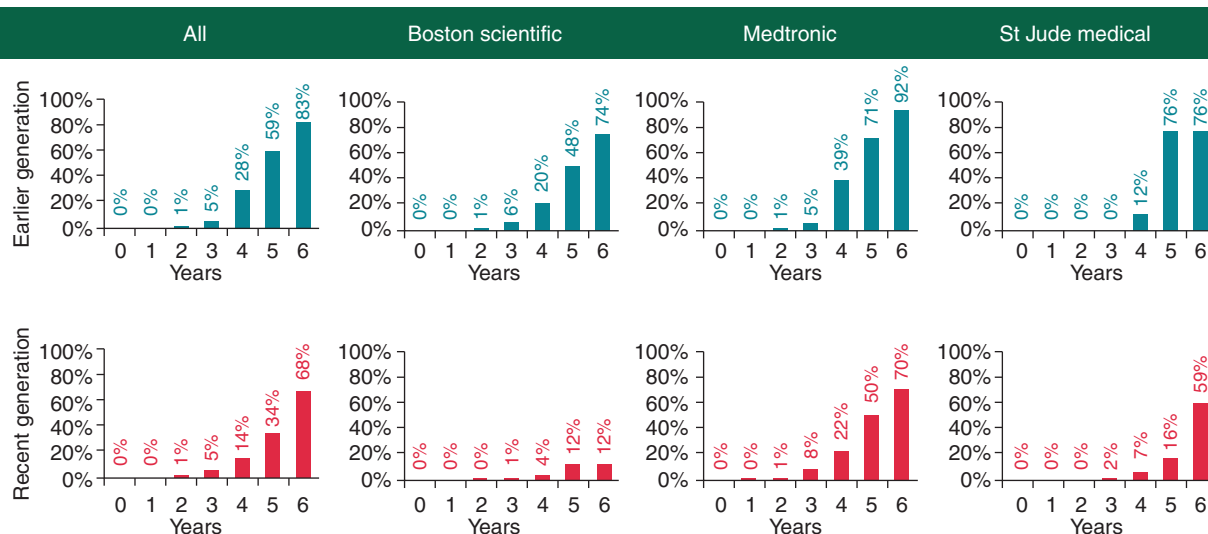 All Boston scientific Medtronic St Jude medical
Earlier generation
100%
80%
60%
40%
20%
0%
0% 0% 1% 5% 28% 59% 83%
0 1 2 3 4 5 6
Years
100%
80%
60%
40%
20%
0%
0% 0% 1% 6% 20% 48% 74%
0 1 2 3 4 5 6
Years
100%
80%
60%
40%
20%
0%
0% 0% 1% 5% 39% 71% 92%
0 1 2 3 4 5 6
Years
100%
80%
60%
40%
20%
0%
0% 0% 0% 0% 12% 76% 76%
0 1 2 3 4 5 6
Years
Recent generation
100%
80%
60%
40%
20%
0%
0% 0% 1% 5% 14% 34% 68%
0 1 2 3 4 5 6
Years
100%
80%
60%
40%
20%
0%
0% 0% 0% 1% 4% 12% 12%
0 1 2 3 4 5 6
Years
100%
80%
60%
40%
20%
0%
0% 0% 1% 8% 22% 50% 70%
0 1 2 3 4 5 6
Years
100%
80%
60%
40%
20%
0%
0% 0% 0% 2% 7% 16% 59%
0 1 2 3 4 5 6
Years